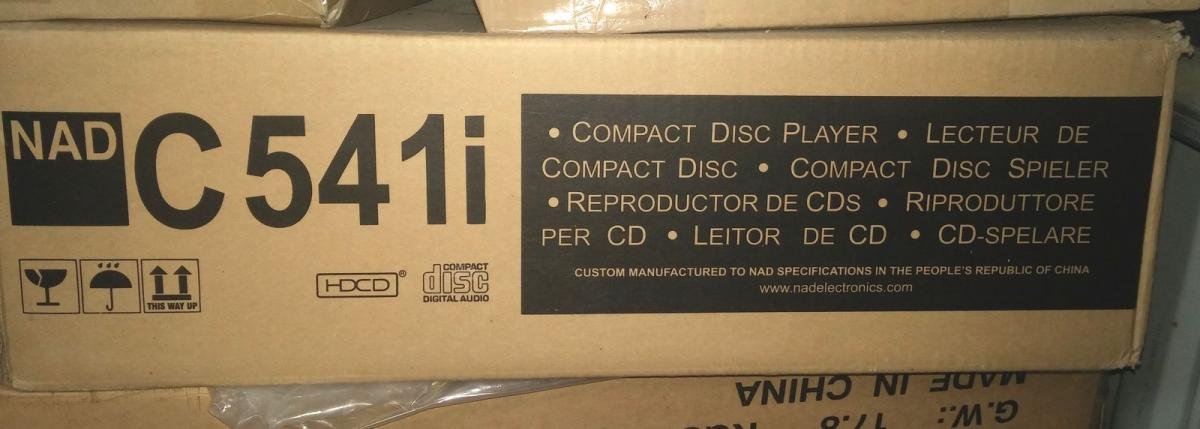 NAD C541i
• COMPACT DISC PLAYER • LECTEUR DE
COMPACT DISC • COMPACT DISC SPIELER
• REPRODUCTOR DE CDS • RIPRODUTTORE
PER CD • LEITOR DE CD • CD-SPELARE
CUSTOM MANUFACTURED TO NAD SPECIFICATIONS IN THE PEOPLE'S REPUBLIC OF CHINA
www.nadelectronics.com
THIS WAY UP
HDCD®
COMPACT
disc
DIGITAL AUDIO
MADE IN CHINA
G.W.: 17.8